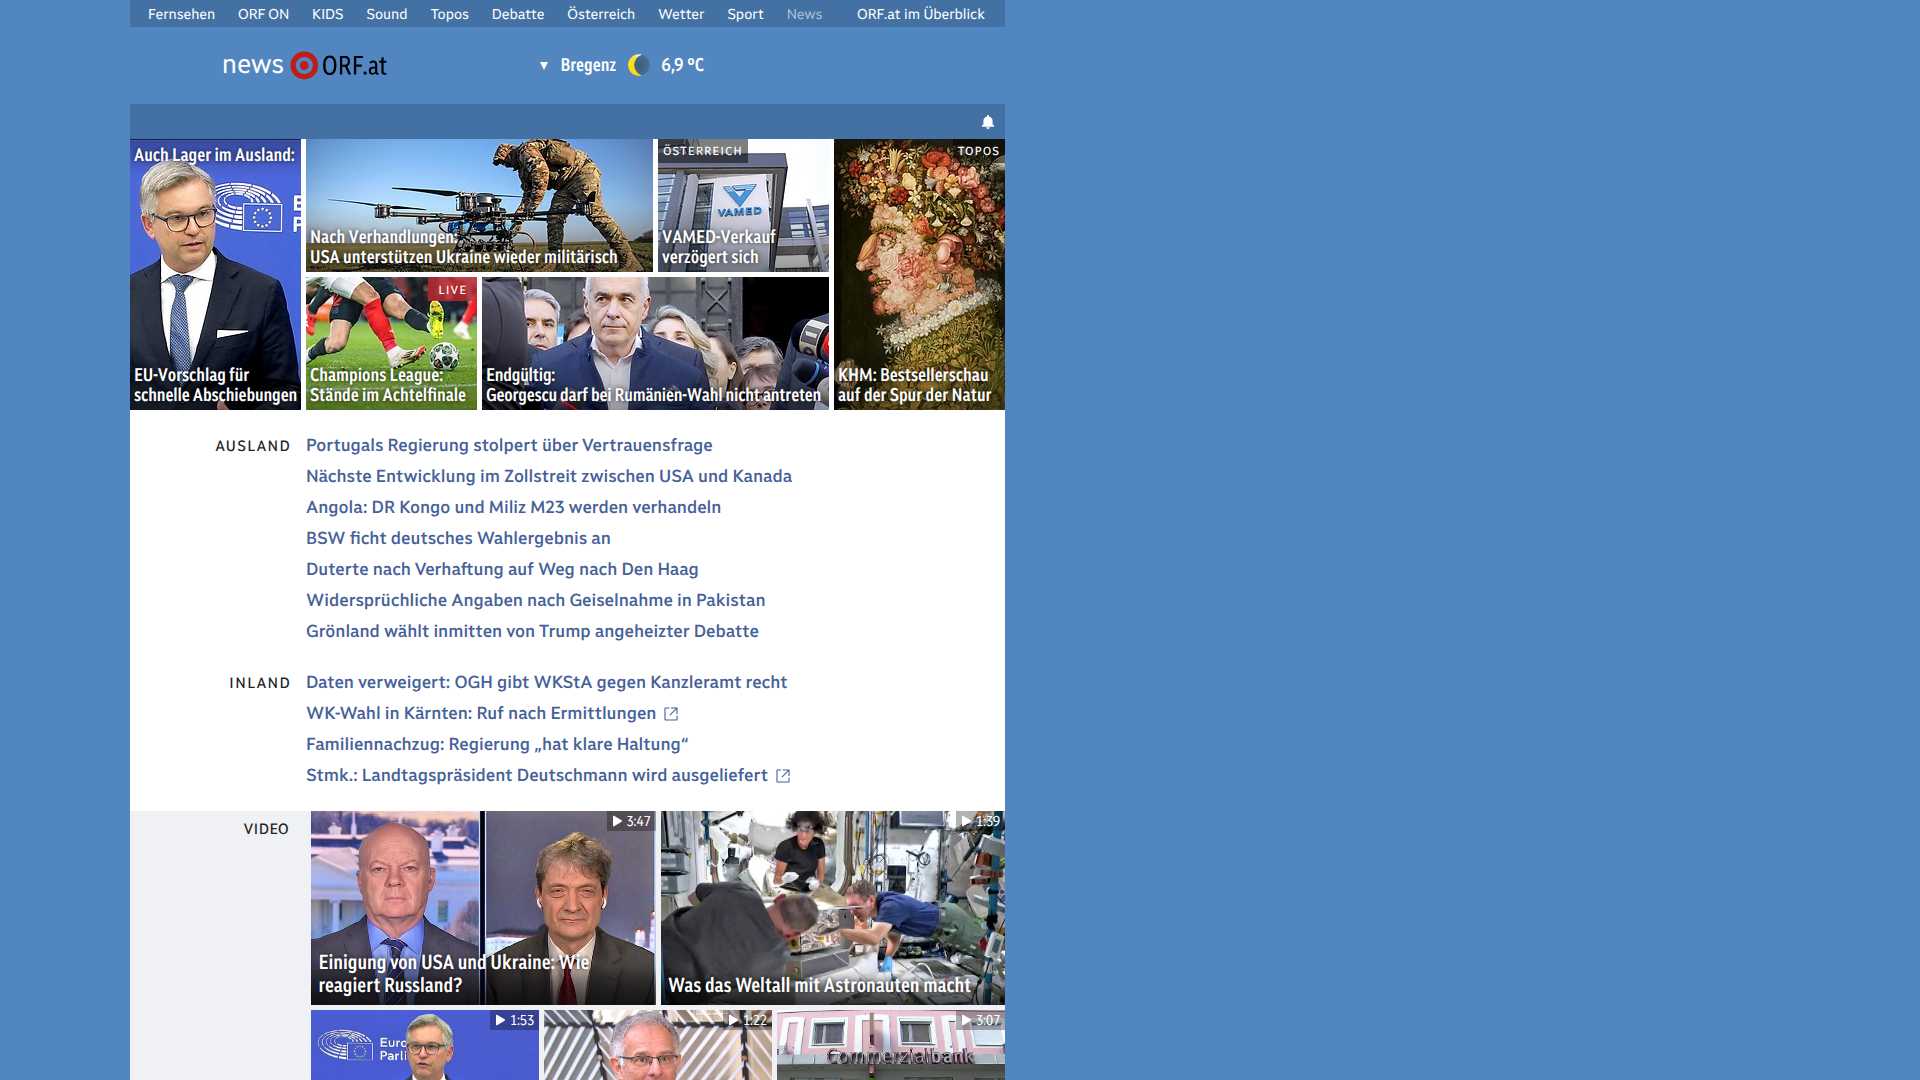 Fernsehen ORF ON KIDS Sound Topos Debatte Österreich Wetter Sport News ORF.at im Überblick
news ORF.at
Bregenz 6,9 °C
Auch Lager im Ausland:
EU-Vorschlag für
schnelle Abschiebungen
Nach Verhandlungen:
USA unterstützen Ukraine wieder militärisch
ÖSTERREICH
VAMED
VAMED-Verkauf
verzögert sich
TOPOS
KHM: Bestsellerschau
auf der Spur der Natur
LIVE
Champions League:
Stände im Achtelfinale
Endgültig:
Georgescu darf bei Rumänien-Wahl nicht antreten
AUSLAND
Portugals Regierung stolpert über Vertrauensfrage
Nächste Entwicklung im Zollstreit zwischen USA und Kanada
Angola: DR Kongo und Miliz M23 werden verhandeln
BSW ficht deutsches Wahlergebnis an
Duterte nach Verhaftung auf Weg nach Den Haag
Widersprüchliche Angaben nach Geiselnahme in Pakistan
Grönland wählt inmitten von Trump angeheizter Debatte
INLAND
Daten verweigert: OGH gibt WKStA gegen Kanzleramt recht
WK-Wahl in Kärnten: Ruf nach Ermittlungen
Familiennachzug: Regierung „hat klare Haltung“
Stmk.: Landtagspräsident Deutschmann wird ausgeliefert
VIDEO
3:47
Einigung von USA und Ukraine: Wie
reagiert Russland?
1:39
Was das Weltall mit Astronauten macht
1:53
Euro
Parli
1:22
3:07
Commerzialbank